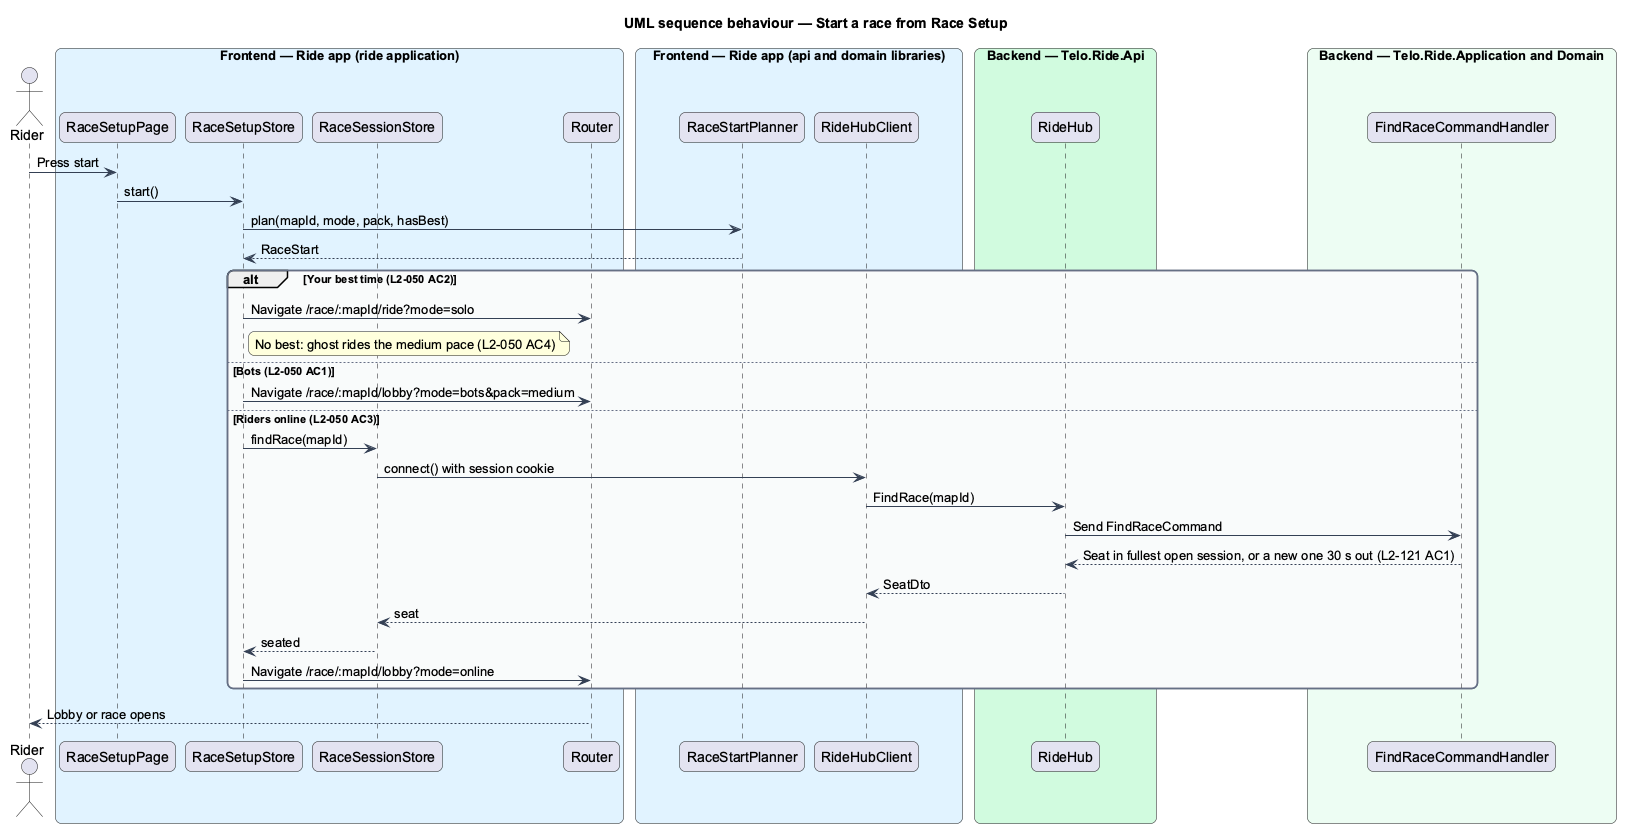 UML sequence behaviour — Start a race from Race Setup
Frontend — Ride app (ride application)
Frontend — Ride app (api and domain libraries)
Backend — Telo.Ride.Api
Backend — Telo.Ride.Application and Domain
Rider
RaceSetupPage
RaceSetupStore
RaceSessionStore
Router
RaceStartPlanner
RideHubClient
RideHub
FindRaceCommandHandler
Press start
start()
plan(mapId, mode, pack, hasBest)
RaceStart
alt
[Your best time (L2-050 AC2)]
Navigate /race/:mapId/ride?mode=solo
No best: ghost rides the medium pace (L2-050 AC4)
[Bots (L2-050 AC1)]
Navigate /race/:mapId/lobby?mode=bots&pack=medium
[Riders online (L2-050 AC3)]
findRace(mapId)
connect() with session cookie
FindRace(mapId)
Send FindRaceCommand
Seat in fullest open session, or a new one 30 s out (L2-121 AC1)
SeatDto
seat
seated
Navigate /race/:mapId/lobby?mode=online
Lobby or race opens
Rider
RaceSetupPage
RaceSetupStore
RaceSessionStore
Router
RaceStartPlanner
RideHubClient
RideHub
FindRaceCommandHandler